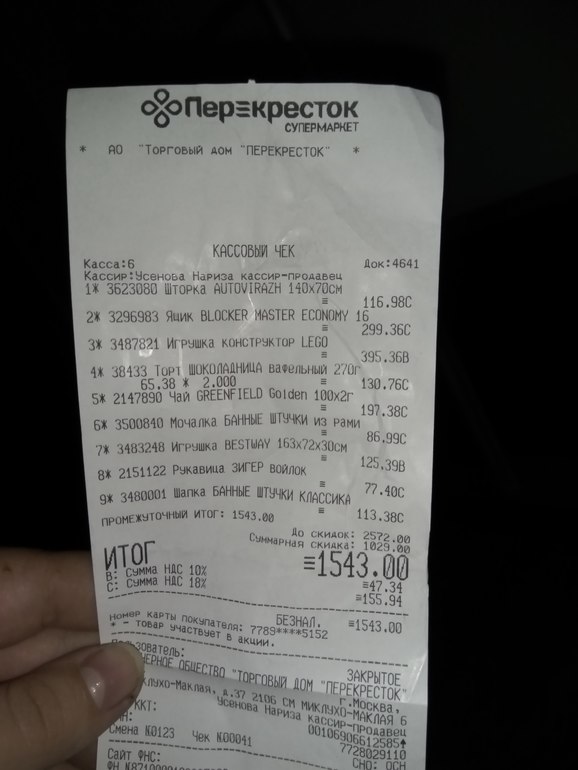 Перекресток
СУПЕРМАРКЕТ
* АО "ТОРГОВЫЙ ДОМ "ПЕРЕКРЕСТОК" *
КАССОВЫЙ ЧЕК
Касса:6 Док:4641
Кассир:Усенова Нариза кассир-продавец
1* 3623080 Шторка AUTOVIRAZH 140х70см
≡ 116.98С
2* 3296983 Ящик BLOCKER MASTER ECONOMY 16
≡ 299.36С
3* 3487821 Игрушка конструктор LEGO
≡ 395.36В
4* 38433 Торт ШОКОЛАДНИЦА вафельный 270г
65.38 * 2.000 ≡ 130.76С
5* 2147890 Чай GREENFIELD Golden 100х2г
≡ 197.38С
6* 3500840 Мочалка БАННЫЕ ШТУЧКИ из рами
≡ 86.99С
7* 3483248 Игрушка BESTWAY 163х72х30см
≡ 125.39В
8* 2151122 Рукавица ЗИГЕР войлок
≡ 77.40С
9* 3480001 Шапка БАННЫЕ ШТУЧКИ КЛАССИКА
≡ 113.38С
ПРОМЕЖУТОЧНЫЙ ИТОГ: 1543.00
До скидок: 2572.00
Суммарная скидка: 1029.00
ИТОГ ≡1543.00
В: Сумма НДС 10% ≡47.34
С: Сумма НДС 18% ≡155.94
БЕЗНАЛ. ≡1543.00
Номер карты покупателя: 7789****5152
* - товар участвует в акции.
ЗАКРЫТОЕ
ОБЩЕСТВО "ТОРГОВЫЙ ДОМ "ПЕРЕКРЕСТОК"
г.Москва,
д.37 2106 СМ МИКЛУХО-МАКЛАЯ 6
Усенова Нариза кассир-продавец
ККТ: 00106906612585↑
7728029110
Смена №0123 Чек №00041
СНО: ОСН
Сайт ФНС: